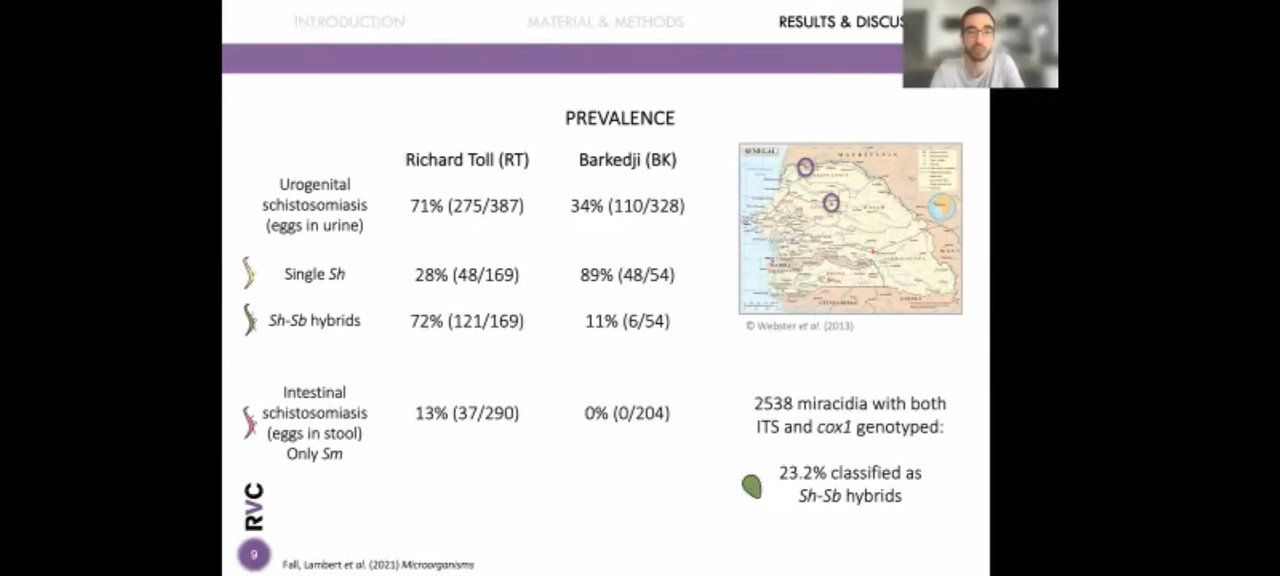 INTRODUCTION
MATERIAL & METHODS
RESULTS & DISCUS
PREVALENCE
Richard Toll (RT)
Barkedji (BK)
Urogenital
schistosomiasis
(eggs in urine)
71% (275/387)
34% (110/328)
Single Sh
28% (48/169)
89% (48/54)
Sh-Sb hybrids
72% (121/169)
11% (6/54)
Intestinal
schistosomiasis
(eggs in stool)
Only Sm
13% (37/290)
0% (0/204)
SENEGAL
MAURITANIA
© Webster et al. (2013)
2538 miracidia with both
ITS and cox1 genotyped:
23.2% classified as
Sh-Sb hybrids
RVC
9
Fall, Lambert et al. (2021) Microorganisms